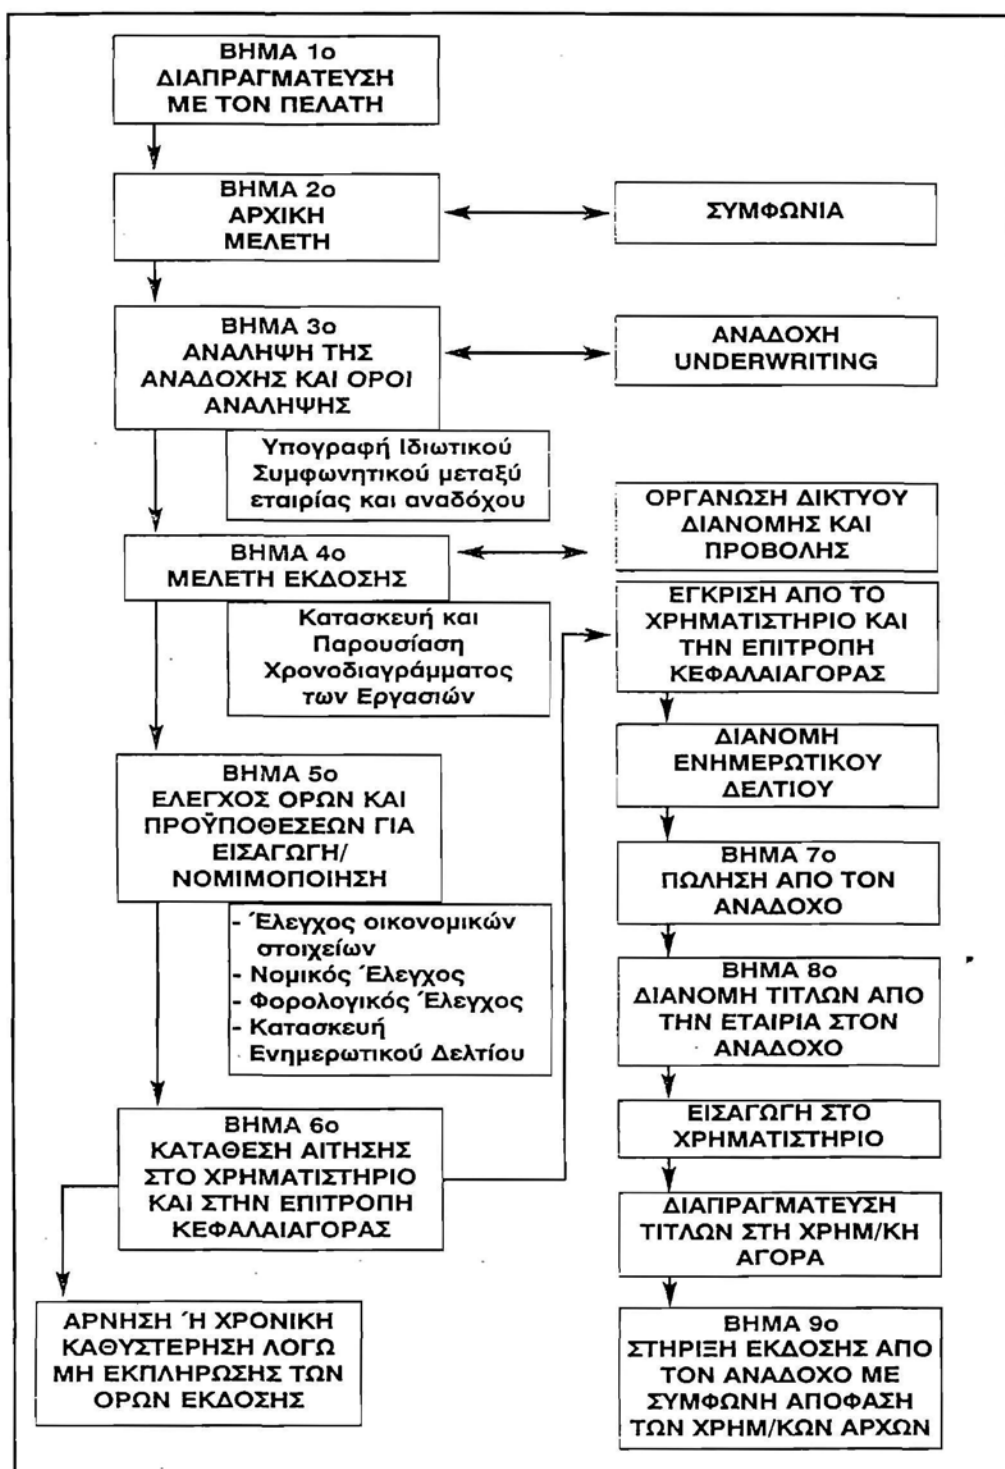 ΒΗΜΑ 1ο
ΔΙΑΠΡΑΓΜΑΤΕΥΣΗ
ΜΕ ΤΟΝ ΠΕΛΑΤΗ
ΒΗΜΑ 2ο
ΑΡΧΙΚΗ
ΜΕΛΕΤΗ
ΣΥΜΦΩΝΙΑ
ΒΗΜΑ 3ο
ΑΝΑΛΗΨΗ ΤΗΣ
ΑΝΑΔΟΧΗΣ ΚΑΙ ΟΡΟΙ
ΑΝΑΛΗΨΗΣ
ΑΝΑΔΟΧΗ
UNDERWRITING
Υπογραφή Ιδιωτικού
Συμφωνητικού μεταξύ
εταιρίας και αναδόχου
ΒΗΜΑ 4ο
ΜΕΛΕΤΗ ΕΚΔΟΣΗΣ
ΟΡΓΑΝΩΣΗ ΔΙΚΤΥΟΥ
ΔΙΑΝΟΜΗΣ ΚΑΙ
ΠΡΟΒΟΛΗΣ
Κατασκευή και
Παρουσίαση
Χρονοδιαγράμματος
των Εργασιών
ΒΗΜΑ 5ο
ΕΛΕΓΧΟΣ ΟΡΩΝ ΚΑΙ
ΠΡΟΫΠΟΘΕΣΕΩΝ ΓΙΑ
ΕΙΣΑΓΩΓΗ/
ΝΟΜΙΜΟΠΟΙΗΣΗ
- Έλεγχος οικονομικών
στοιχείων
- Νομικός Έλεγχος
- Φορολογικός Έλεγχος
- Κατασκευή
Ενημερωτικού Δελτίου
ΒΗΜΑ 6ο
ΚΑΤΑΘΕΣΗ ΑΙΤΗΣΗΣ
ΣΤΟ ΧΡΗΜΑΤΙΣΤΗΡΙΟ
ΚΑΙ ΣΤΗΝ ΕΠΙΤΡΟΠΗ
ΚΕΦΑΛΑΙΑΓΟΡΑΣ
ΑΡΝΗΣΗ Ή ΧΡΟΝΙΚΗ
ΚΑΘΥΣΤΕΡΗΣΗ ΛΟΓΩ
ΜΗ ΕΚΠΛΗΡΩΣΗΣ ΤΩΝ
ΟΡΩΝ ΕΚΔΟΣΗΣ
ΕΓΚΡΙΣΗ ΑΠΟ ΤΟ
ΧΡΗΜΑΤΙΣΤΗΡΙΟ ΚΑΙ
ΤΗΝ ΕΠΙΤΡΟΠΗ
ΚΕΦΑΛΑΙΑΓΟΡΑΣ
ΔΙΑΝΟΜΗ
ΕΝΗΜΕΡΩΤΙΚΟΥ
ΔΕΛΤΙΟΥ
ΒΗΜΑ 7ο
ΠΩΛΗΣΗ ΑΠΟ ΤΟΝ
ΑΝΑΔΟΧΟ
ΒΗΜΑ 8ο
ΔΙΑΝΟΜΗ ΤΙΤΛΩΝ ΑΠΟ
ΤΗΝ ΕΤΑΙΡΙΑ ΣΤΟΝ
ΑΝΑΔΟΧΟ
ΕΙΣΑΓΩΓΗ ΣΤΟ
ΧΡΗΜΑΤΙΣΤΗΡΙΟ
ΔΙΑΠΡΑΓΜΑΤΕΥΣΗ
ΤΙΤΛΩΝ ΣΤΗ ΧΡΗΜ/ΚΗ
ΑΓΟΡΑ
ΒΗΜΑ 9ο
ΣΤΗΡΙΞΗ ΕΚΔΟΣΗΣ ΑΠΟ
ΤΟΝ ΑΝΑΔΟΧΟ ΜΕ
ΣΥΜΦΩΝΗ ΑΠΟΦΑΣΗ
ΤΩΝ ΧΡΗΜ/ΚΩΝ ΑΡΧΩΝ